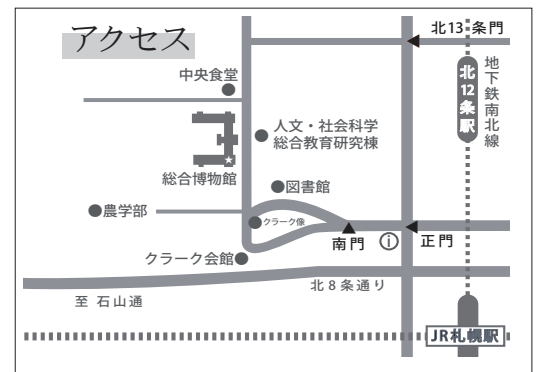 アクセス
北13条門
中央食堂
北12条駅
地下鉄南北線
人文・社会科学
総合教育研究棟
総合博物館
図書館
農学部
クラーク像
南門
i
正門
クラーク会館
北8条通り
至 石山通
JR札幌駅